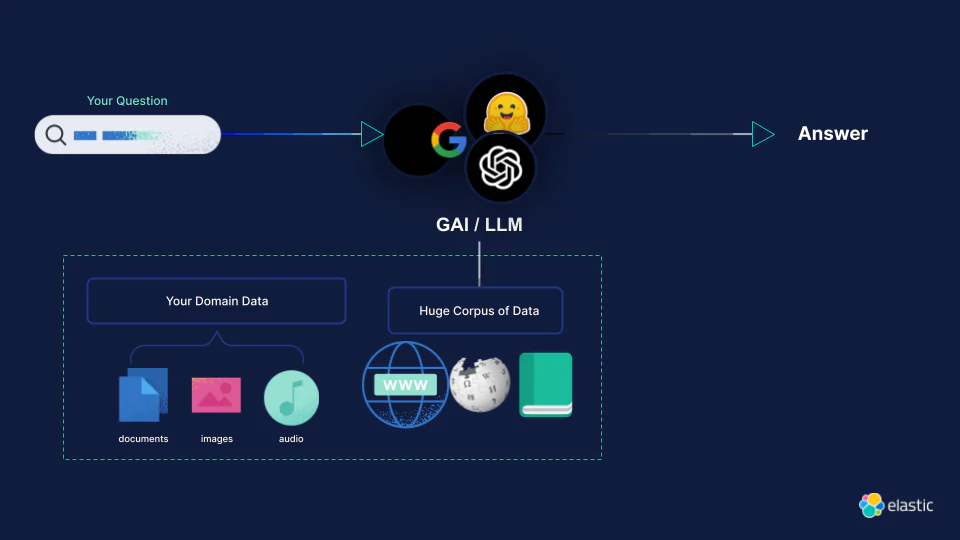 Your Question
Answer
GAI / LLM
Your Domain Data
Huge Corpus of Data
www
documents
images
audio
elastic